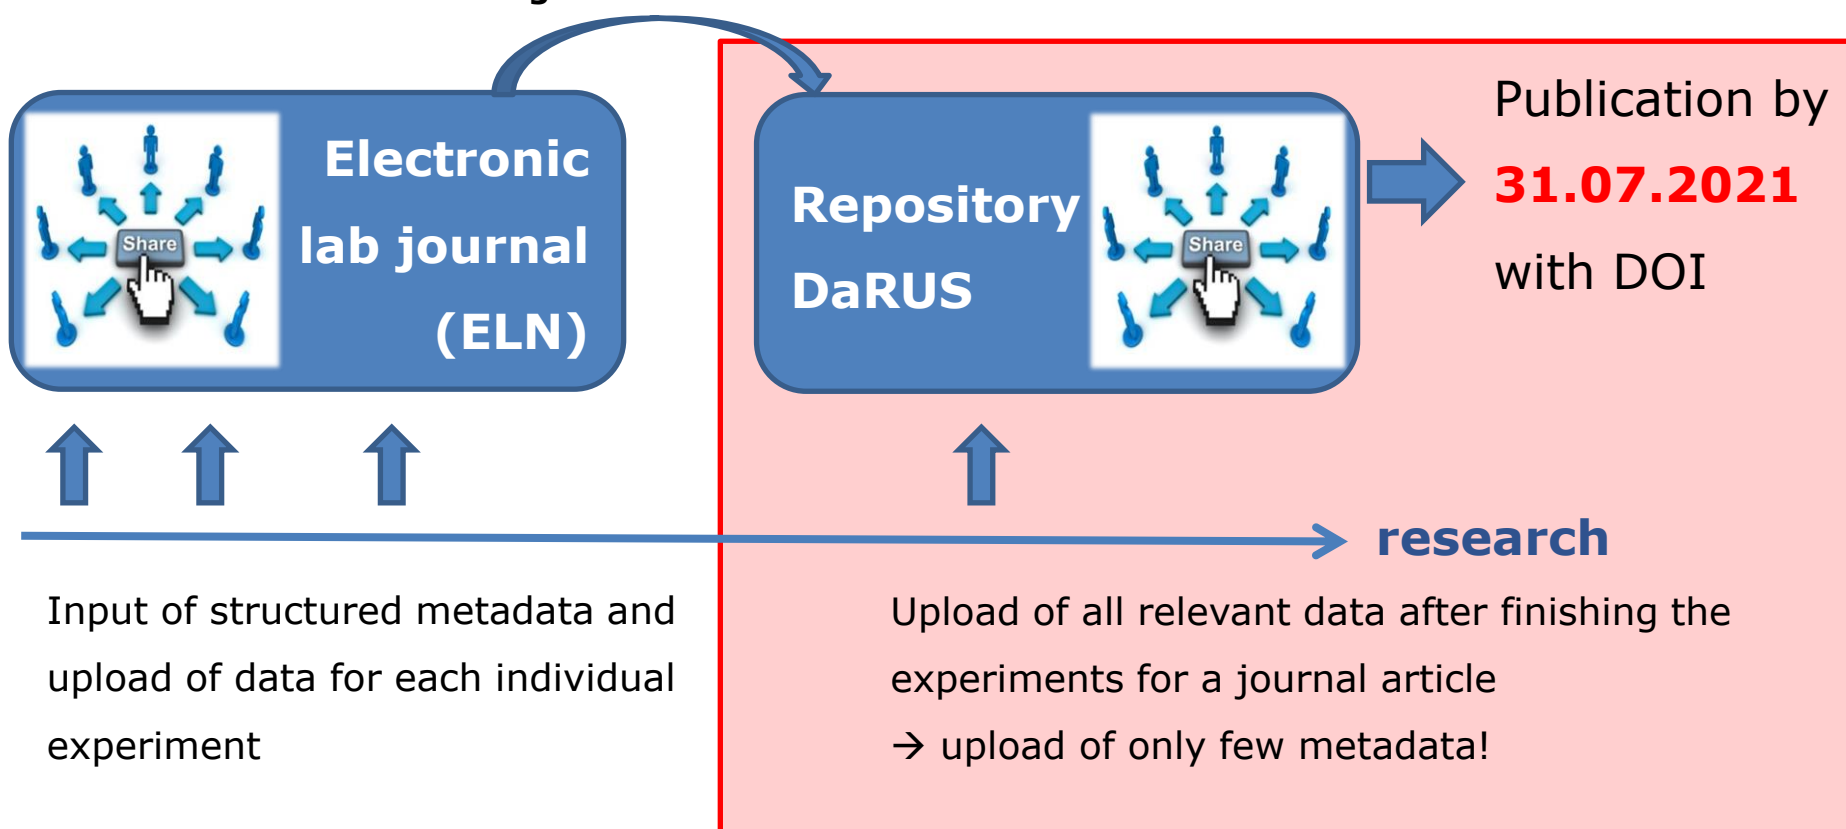 Electronic
lab journal
(ELN)
Share
Repository
DaRUS
Share
Publication by
31.07.2021
with DOI
research
Input of structured metadata and
upload of data for each individual
experiment
Upload of all relevant data after finishing the
experiments for a journal article
→ upload of only few metadata!